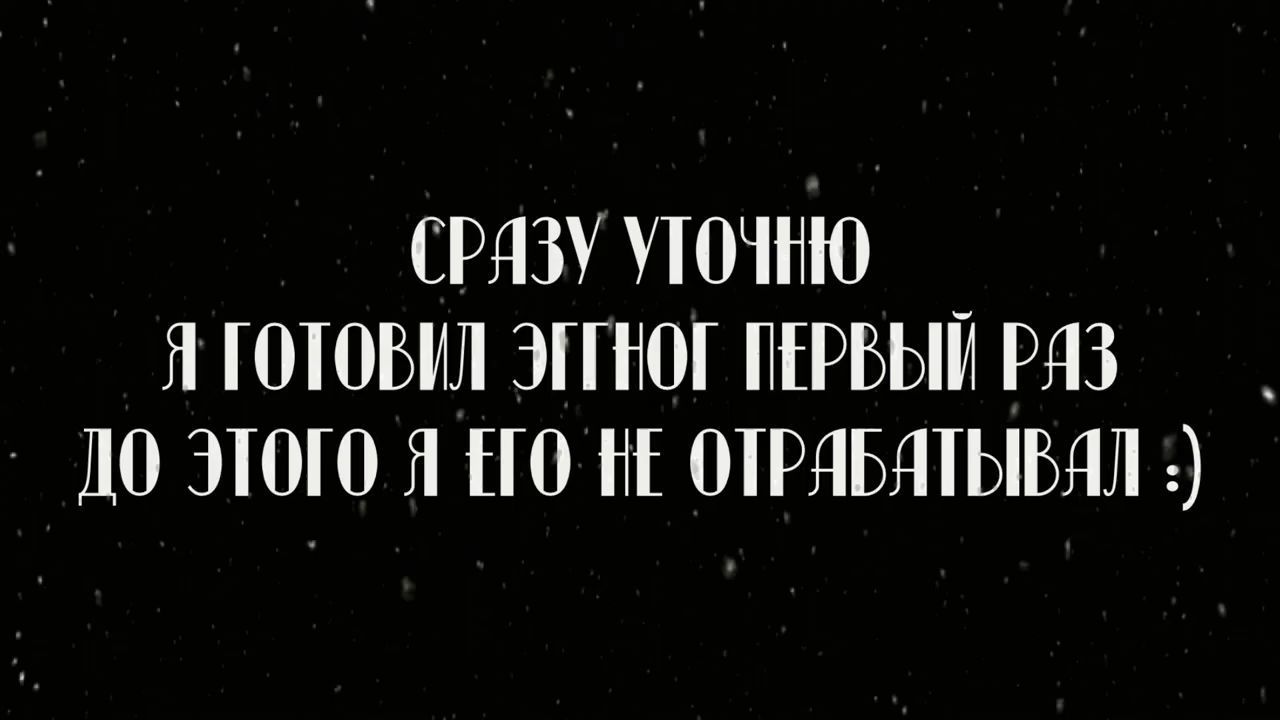 СРАЗУ УТОЧНЮ
Я ГОТОВИЛ ЭГГНОГ ПЕРВЫЙ РАЗ
ДО ЭТОГО Я ЕГО НЕ ОТРАБАТЫВАЛ :)